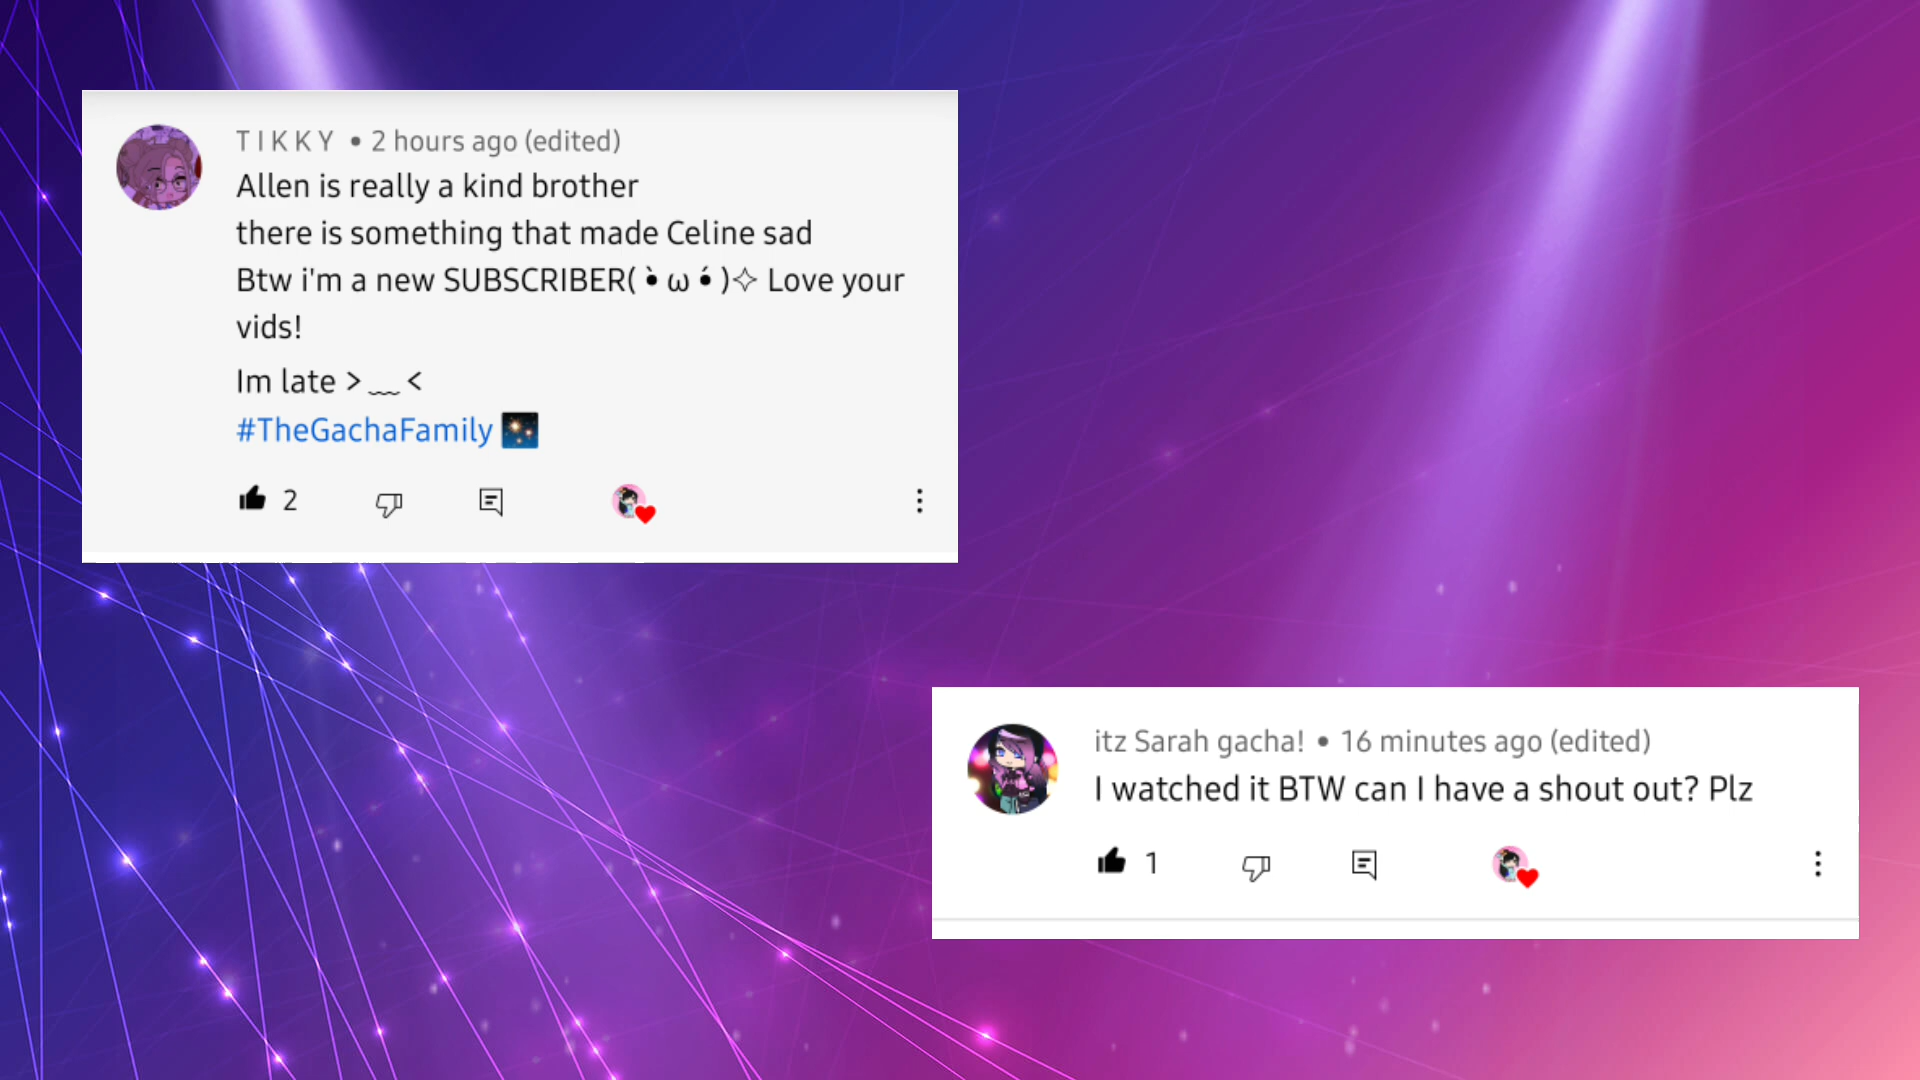 T I K K Y • 2 hours ago (edited)
Allen is really a kind brother
there is something that made Celine sad
Btw i'm a new SUBSCRIBER( •̀ ω •́ )✧ Love your
vids!
Im late > ﹏ <
#TheGachaFamily 🎇
2
itz Sarah gacha! • 16 minutes ago (edited)
I watched it BTW can I have a shout out? Plz
1